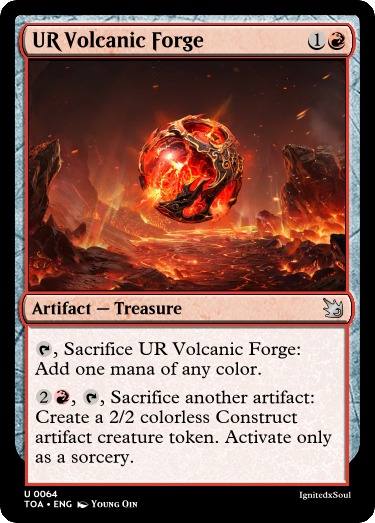 UR Volcanic Forge 1
Artifact — Treasure
, Sacrifice UR Volcanic Forge:
Add one mana of any color.
2 , , Sacrifice another artifact:
Create a 2/2 colorless Construct
artifact creature token. Activate only
as a sorcery.
U 0064
TOA • ENG Young Oin
IgnitedxSoul